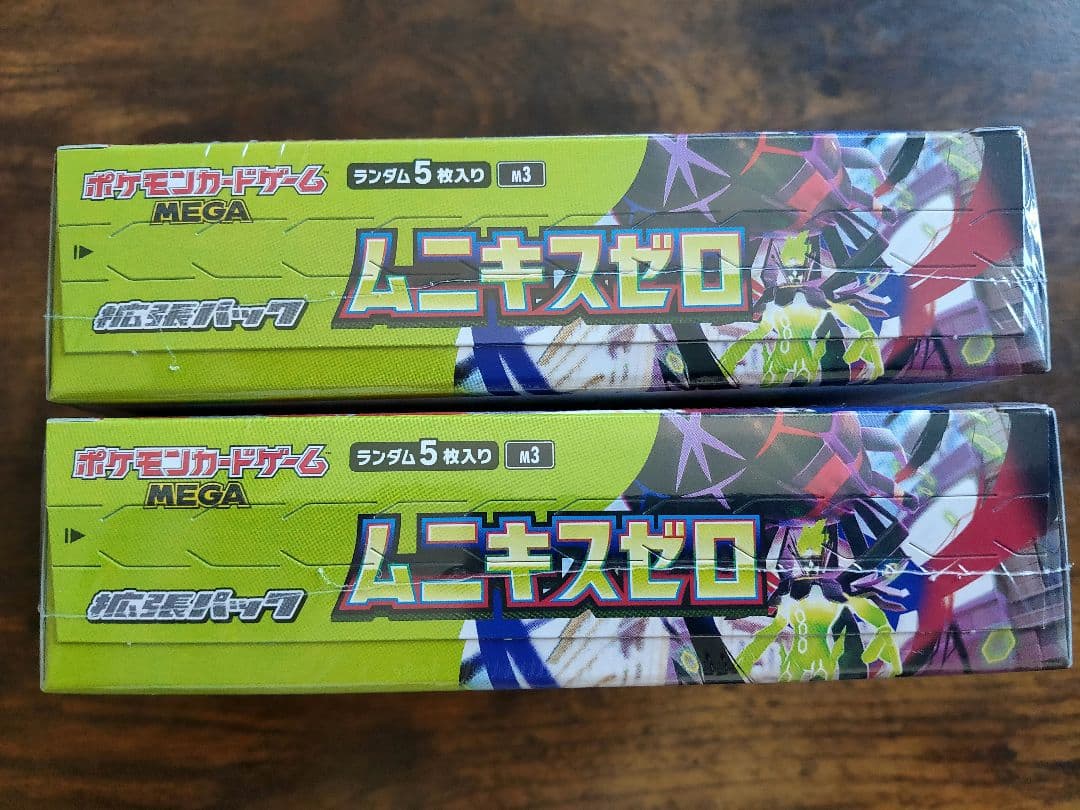 ポケモンカードゲーム
MEGA
ランダム5枚入り
M3
ムニキスゼロ
拡張パック
ポケモンカードゲーム
MEGA
ランダム5枚入り
M3
ムニキスゼロ
拡張パック